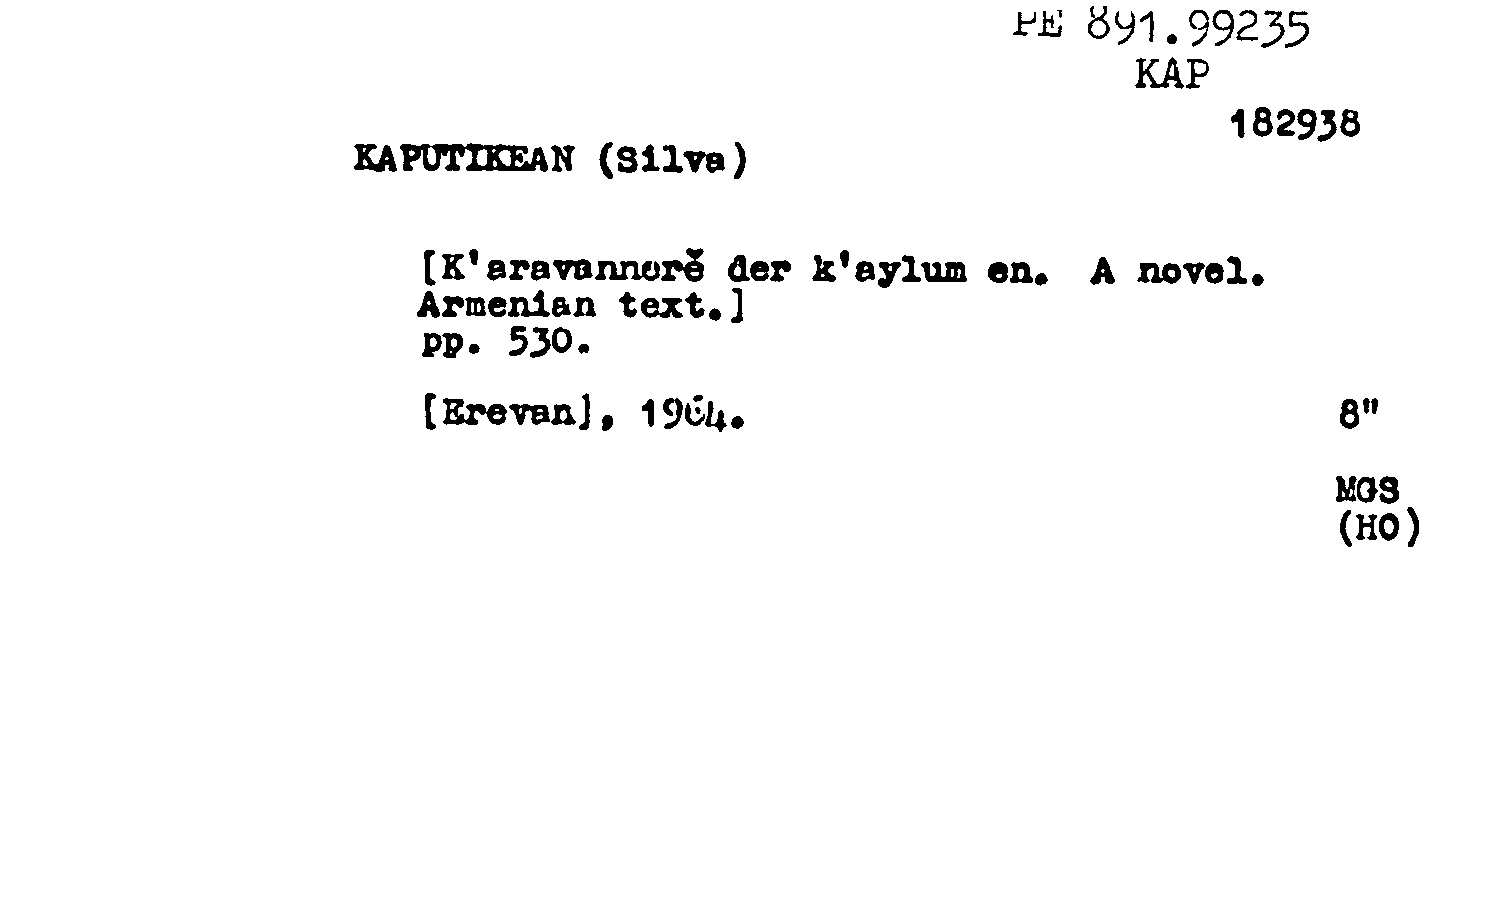 PE 891.99235
KAP
182938
KAPUTIKEAN (Silva)
[K'aravannerě der k'aylum en. A novel.
Armenian text.]
pp. 530.
[Erevan], 1964.
8"
MGS
(HO)